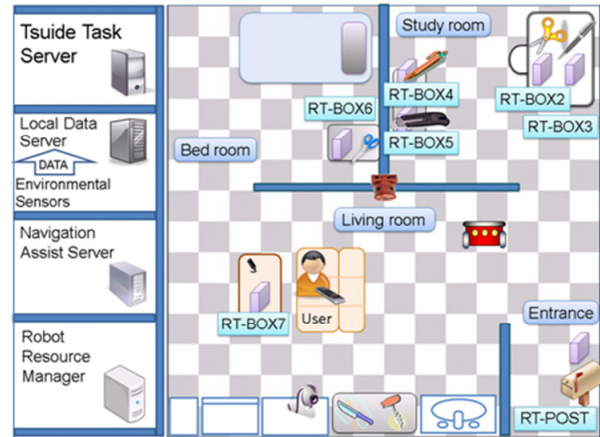 Tsuide Task
Server
Local Data
Server
DATA
Environmental
Sensors
Navigation
Assist Server
Robot
Resource
Manager
Study room
RT-BOX4
RT-BOX2
RT-BOX3
RT-BOX6
RT-BOX5
Bed room
Living room
RT-BOX7
User
Entrance
RT-POST